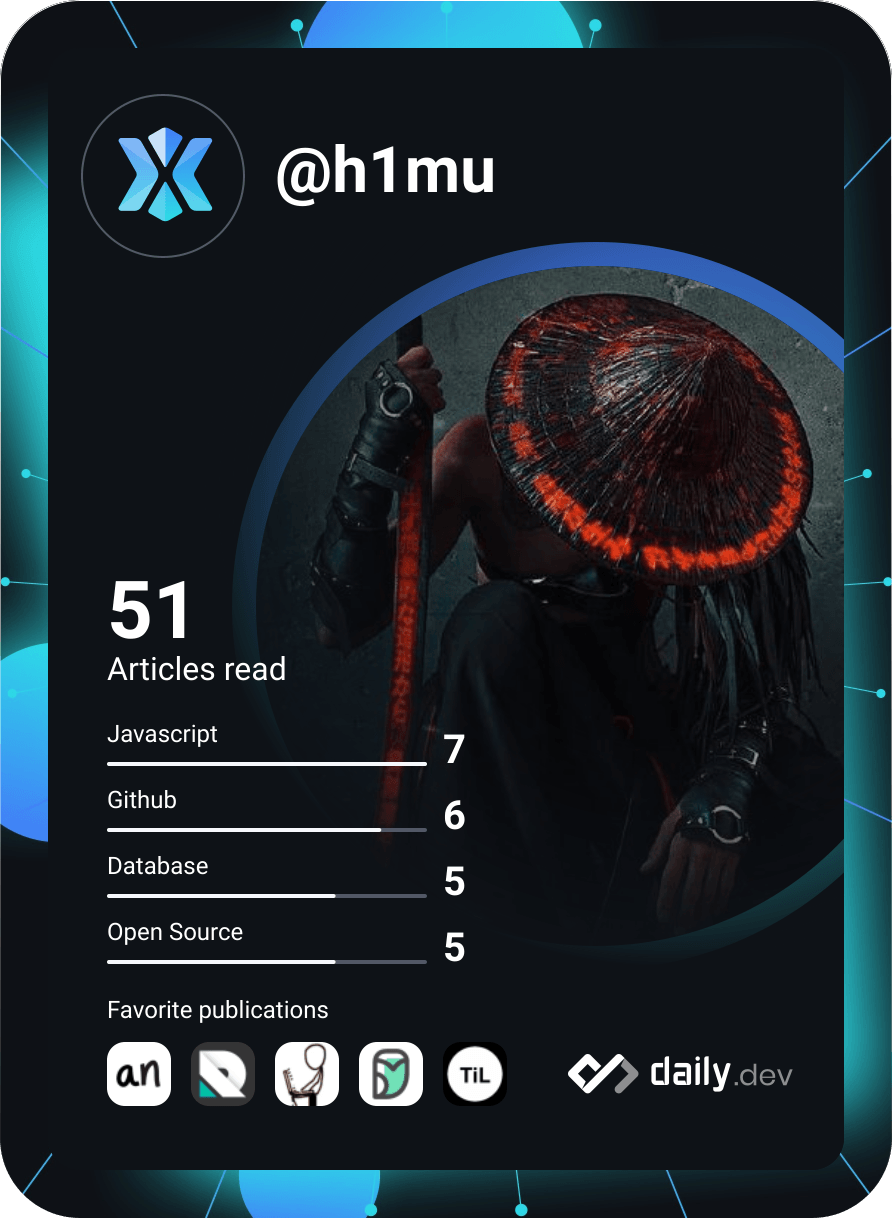 @h1mu
51
Articles read
Javascript
7
Github
6
Database
5
Open Source
5
Favorite publications
an
TiL
daily.dev